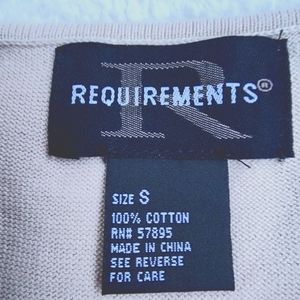 R
REQUIREMENTS®
SIZE S
100% COTTON
RN# 57895
MADE IN CHINA
SEE REVERSE
FOR CARE